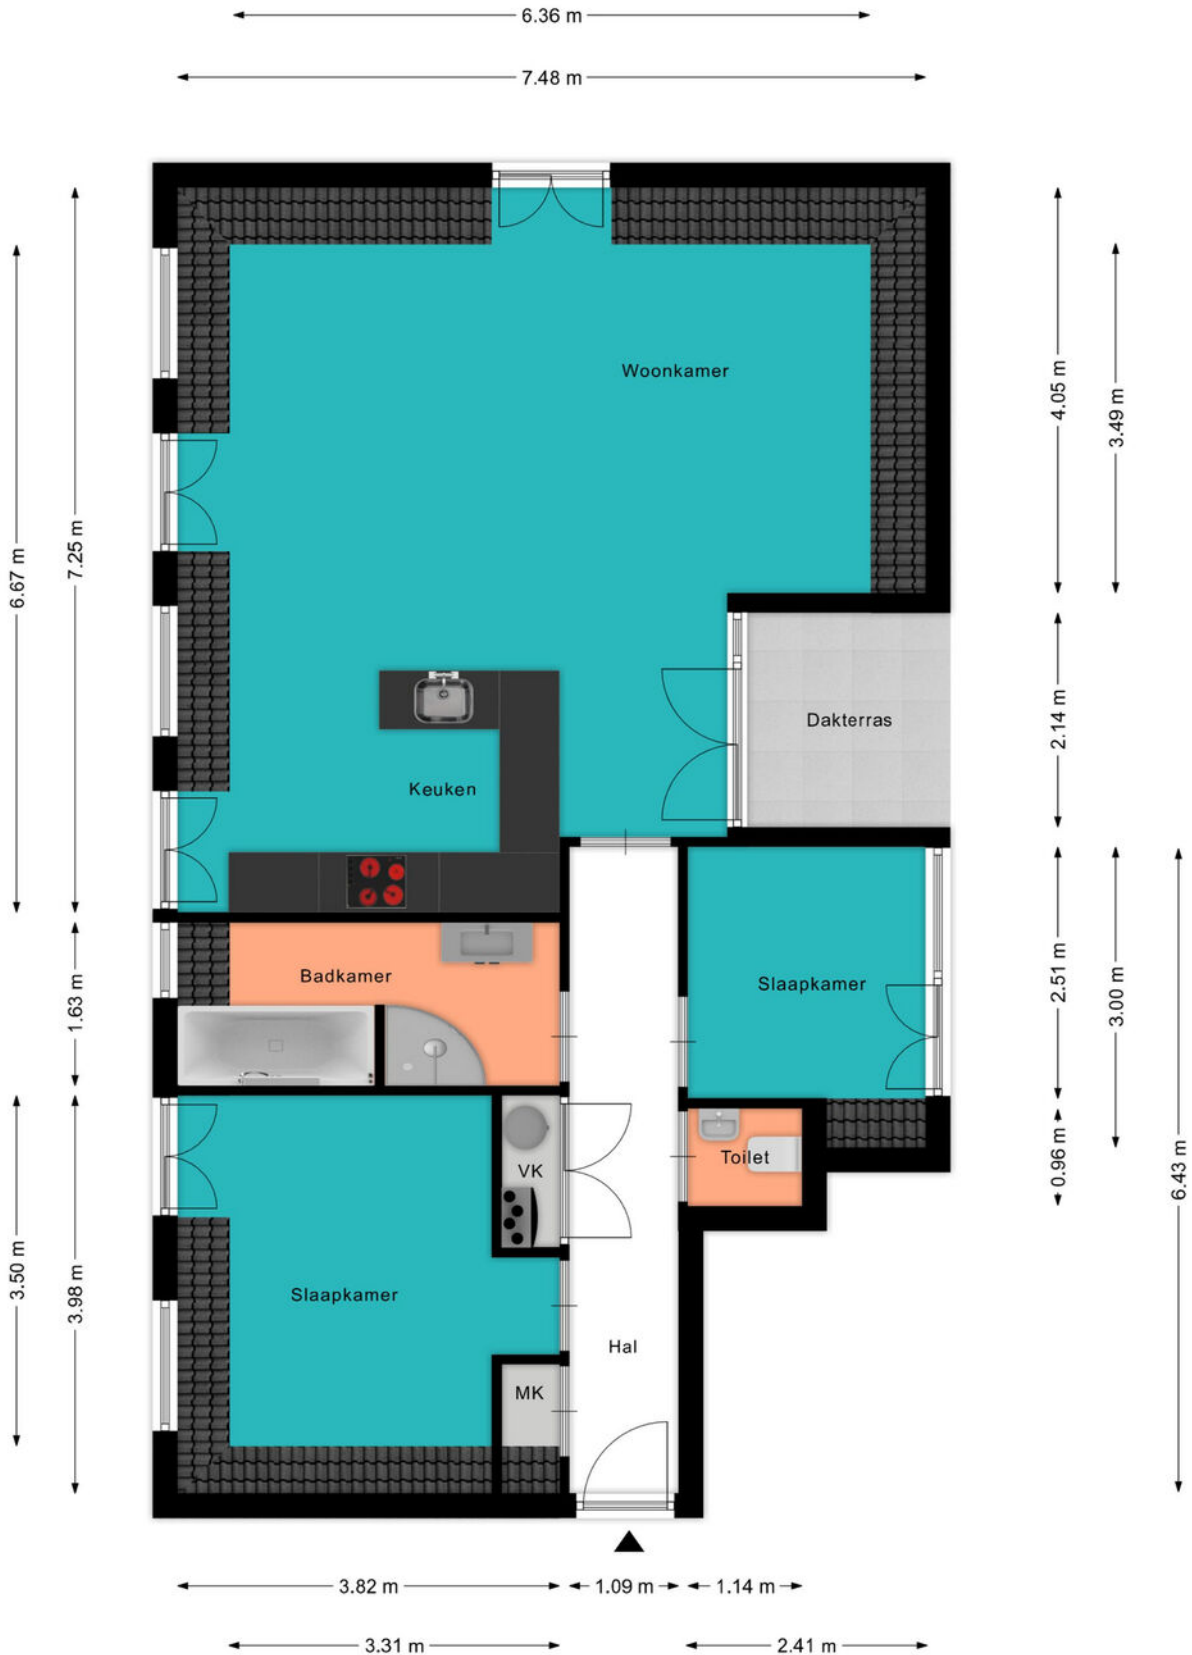 6.36 m
7.48 m
Woonkamer
4.05 m
3.49 m
6.67 m
7.25 m
Dakterras
2.14 m
Keuken
Badkamer
Slaapkamer
1.63 m
2.51 m
3.00 m
VK
Toilet
0.96 m
6.43 m
3.50 m
3.98 m
Slaapkamer
Hal
MK
3.82 m
1.09 m
1.14 m
3.31 m
2.41 m